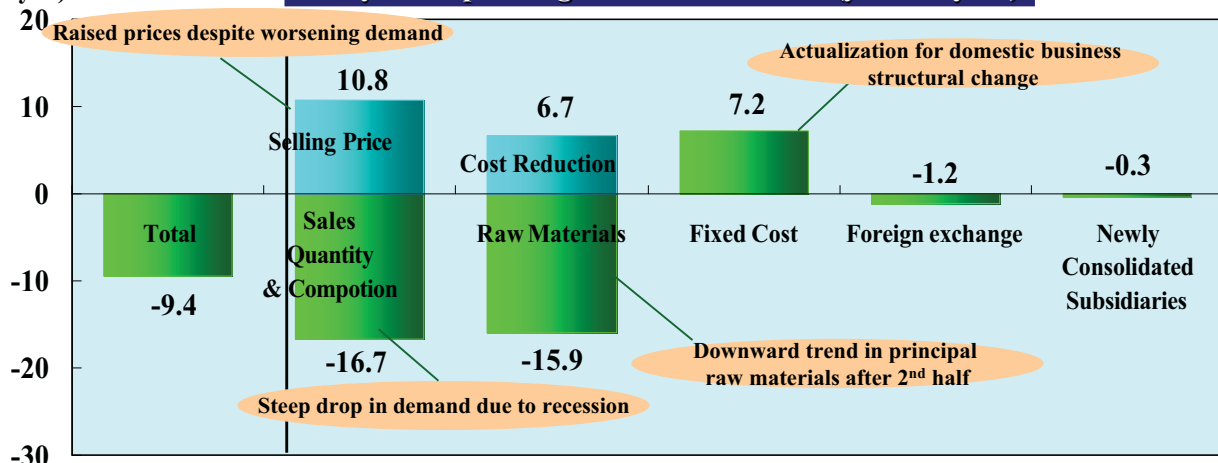 20
10
0
-10
-20
-30
Raised prices despite worsening demand
Actualization for domestic business
structural change
10.8
6.7
7.2
-1.2
-0.3
Selling Price
Cost Reduction
Total
Sales
Quantity
& Compotion
Raw Materials
Fixed Cost
Foreign exchange
Newly
Consolidated
Subsidiaries
-9.4
-16.7
-15.9
Downward trend in principal
raw materials after 2nd half
Steep drop in demand due to recession